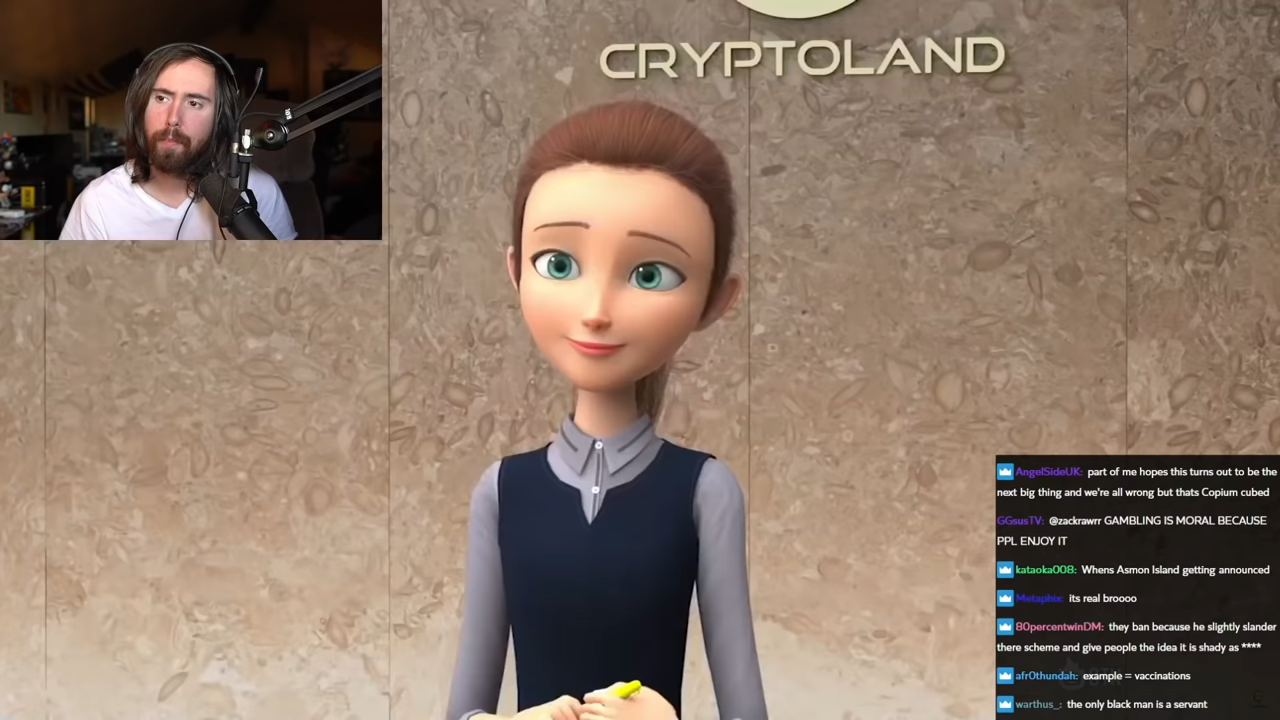 CRYPTOLAND
AngelSideUK: part of me hopes this turns out to be the
next big thing and we're all wrong but thats Copium cubed
GGsusTV: @zackrawrr GAMBLING IS MORAL BECAUSE
PPL ENJOY IT
kataoka008: Whens Asmon Island getting announced
Metaphix: its real broooo
80percentwinDM: they ban because he slightly slander
there scheme and give people the idea it is shady as ****
afr0thundah: example = vaccinations
warthus_: the only black man is a servant